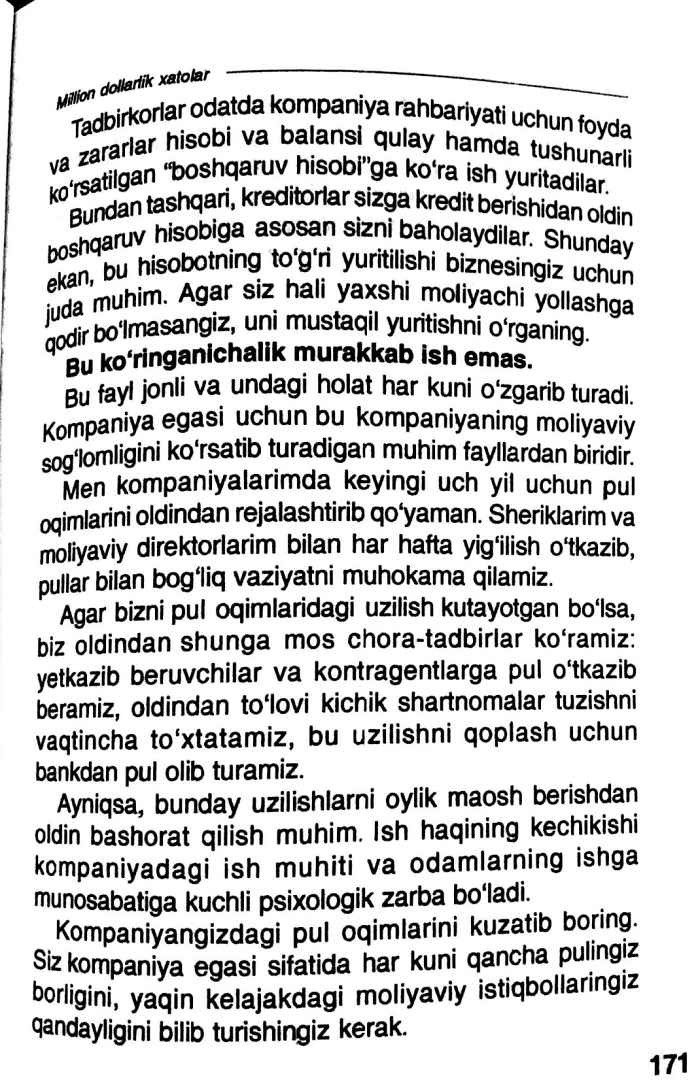 Million dollarlik xatolar
Tadbirkorlar odatda kompaniya rahbariyati uchun foyda
va zararlar hisobi va balansi qulay hamda tushunarli
ko‘rsatilgan “boshqaruv hisobi”ga ko‘ra ish yuritadilar.
Bundan tashqari, kreditorlar sizga kredit berishidan oldin
boshqaruv hisobiga asosan sizni baholaydilar. Shunday
ekan, bu hisobotning to‘g‘ri yuritilishi biznesingiz uchun
juda muhim. Agar siz hali yaxshi moliyachi yollashga
qodir bo‘lmasangiz, uni mustaqil yuritishni o‘rganing.
Bu ko‘ringanichalik murakkab ish emas.
Bu fayl jonli va undagi holat har kuni o‘zgarib turadi.
Kompaniya egasi uchun bu kompaniyaning moliyaviy
sog‘lomligini ko‘rsatib turadigan muhim fayllardan biridir.
Men kompaniyalarimda keyingi uch yil uchun pul
oqimlarini oldindan rejalashtirib qo‘yaman. Sheriklarim va
moliyaviy direktorlarim bilan har hafta yig‘ilish o‘tkazib,
pullar bilan bog‘liq vaziyatni muhokama qilamiz.
Agar bizni pul oqimlaridagi uzilish kutayotgan bo‘lsa,
biz oldindan shunga mos chora-tadbirlar ko‘ramiz:
yetkazib beruvchilar va kontragentlarga pul o‘tkazib
beramiz, oldindan to‘lovi kichik shartnomalar tuzishni
vaqtincha to‘xtatamiz, bu uzilishni qoplash uchun
bankdan pul olib turamiz.
Ayniqsa, bunday uzilishlarni oylik maosh berishdan
oldin bashorat qilish muhim. Ish haqining kechikishi
kompaniyadagi ish muhiti va odamlarning ishga
munosabatiga kuchli psixologik zarba bo‘ladi.
Kompaniyangizdagi pul oqimlarini kuzatib boring.
Siz kompaniya egasi sifatida har kuni qancha pulingiz
borligini, yaqin kelajakdagi moliyaviy istiqbollaringiz
qandayligini bilib turishingiz kerak.
171